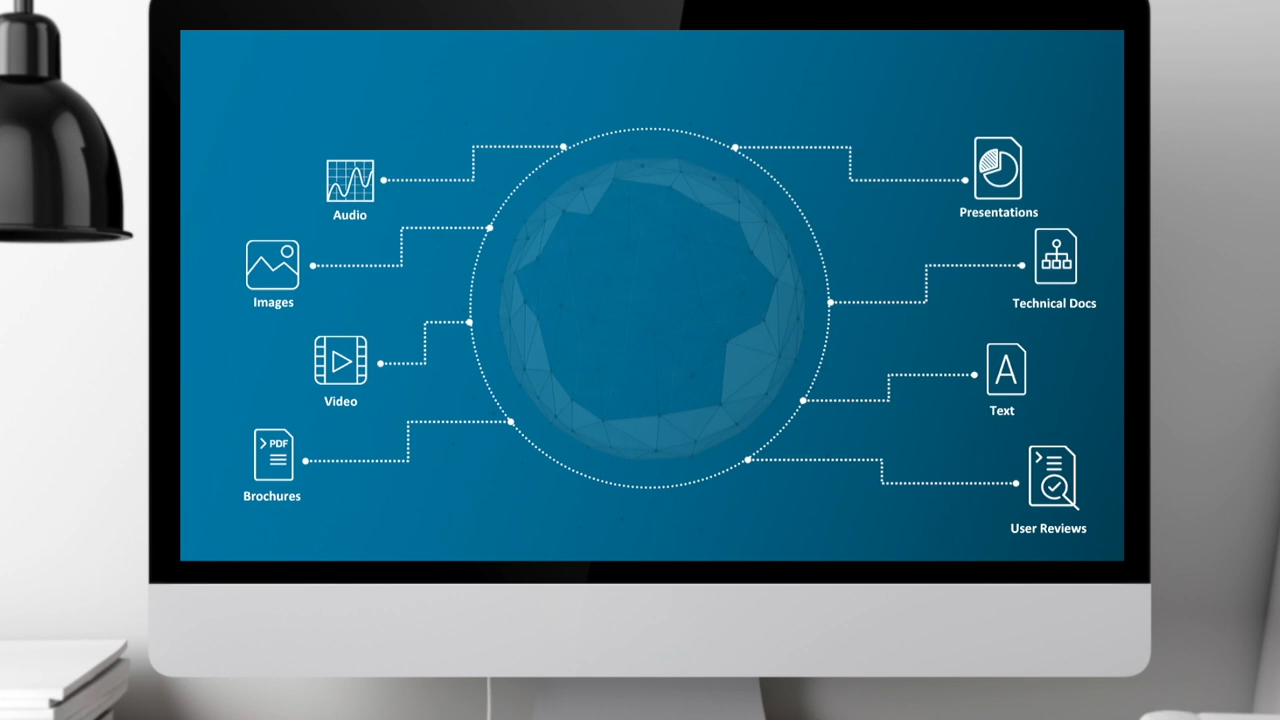 Audio
Images
Video
> PDF
Brochures
Presentations
Technical Docs
A
Text
User Reviews